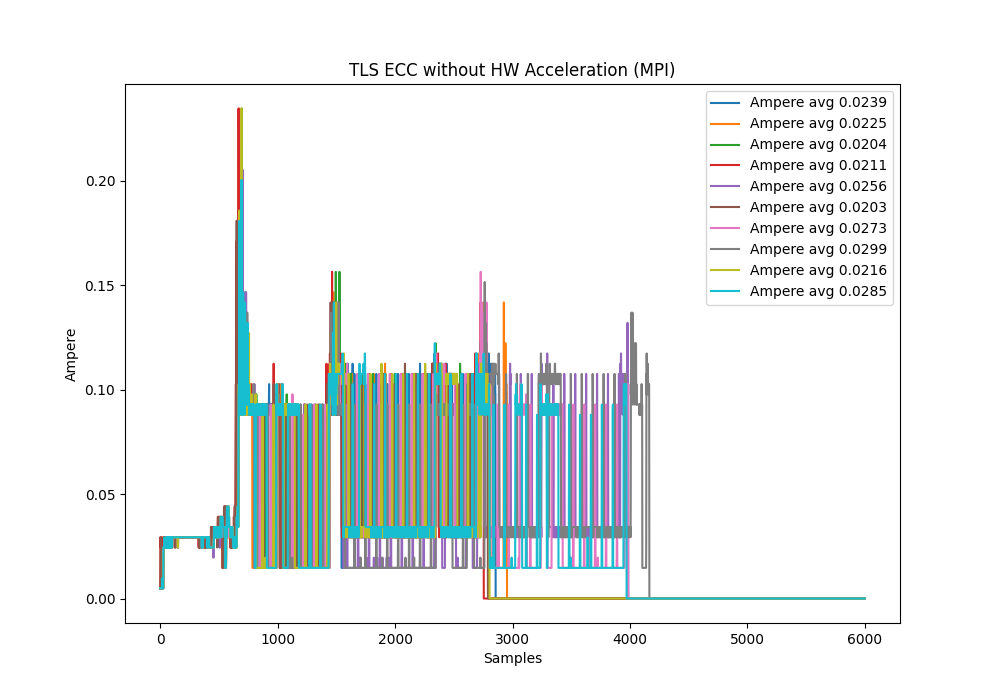 TLS ECC without HW Acceleration (MPI)
Ampere avg 0.0239
Ampere avg 0.0225
Ampere avg 0.0204
Ampere avg 0.0211
Ampere avg 0.0256
Ampere avg 0.0203
Ampere avg 0.0273
Ampere avg 0.0299
Ampere avg 0.0216
Ampere avg 0.0285
Ampere
0.20
0.15
0.10
0.05
0.00
0 1000 2000 3000 4000 5000 6000
Samples